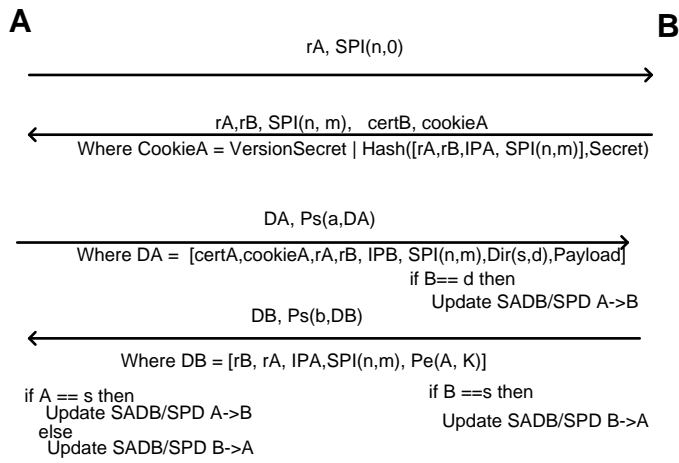 A
B
rA, SPI(n,0)
rA,rB, SPI(n, m), certB, cookieA
Where CookieA = VersionSecret | Hash([rA,rB,IPA, SPI(n,m)],Secret)
DA, Ps(a,DA)
Where DA = [certA,cookieA,rA,rB, IPB, SPI(n,m),Dir(s,d),Payload]
if B== d then
Update SADB/SPD A->B
DB, Ps(b,DB)
Where DB = [rB, rA, IPA,SPI(n,m), Pe(A, K)]
if A == s then
Update SADB/SPD A->B
else
Update SADB/SPD B->A
if B ==s then
Update SADB/SPD B->A